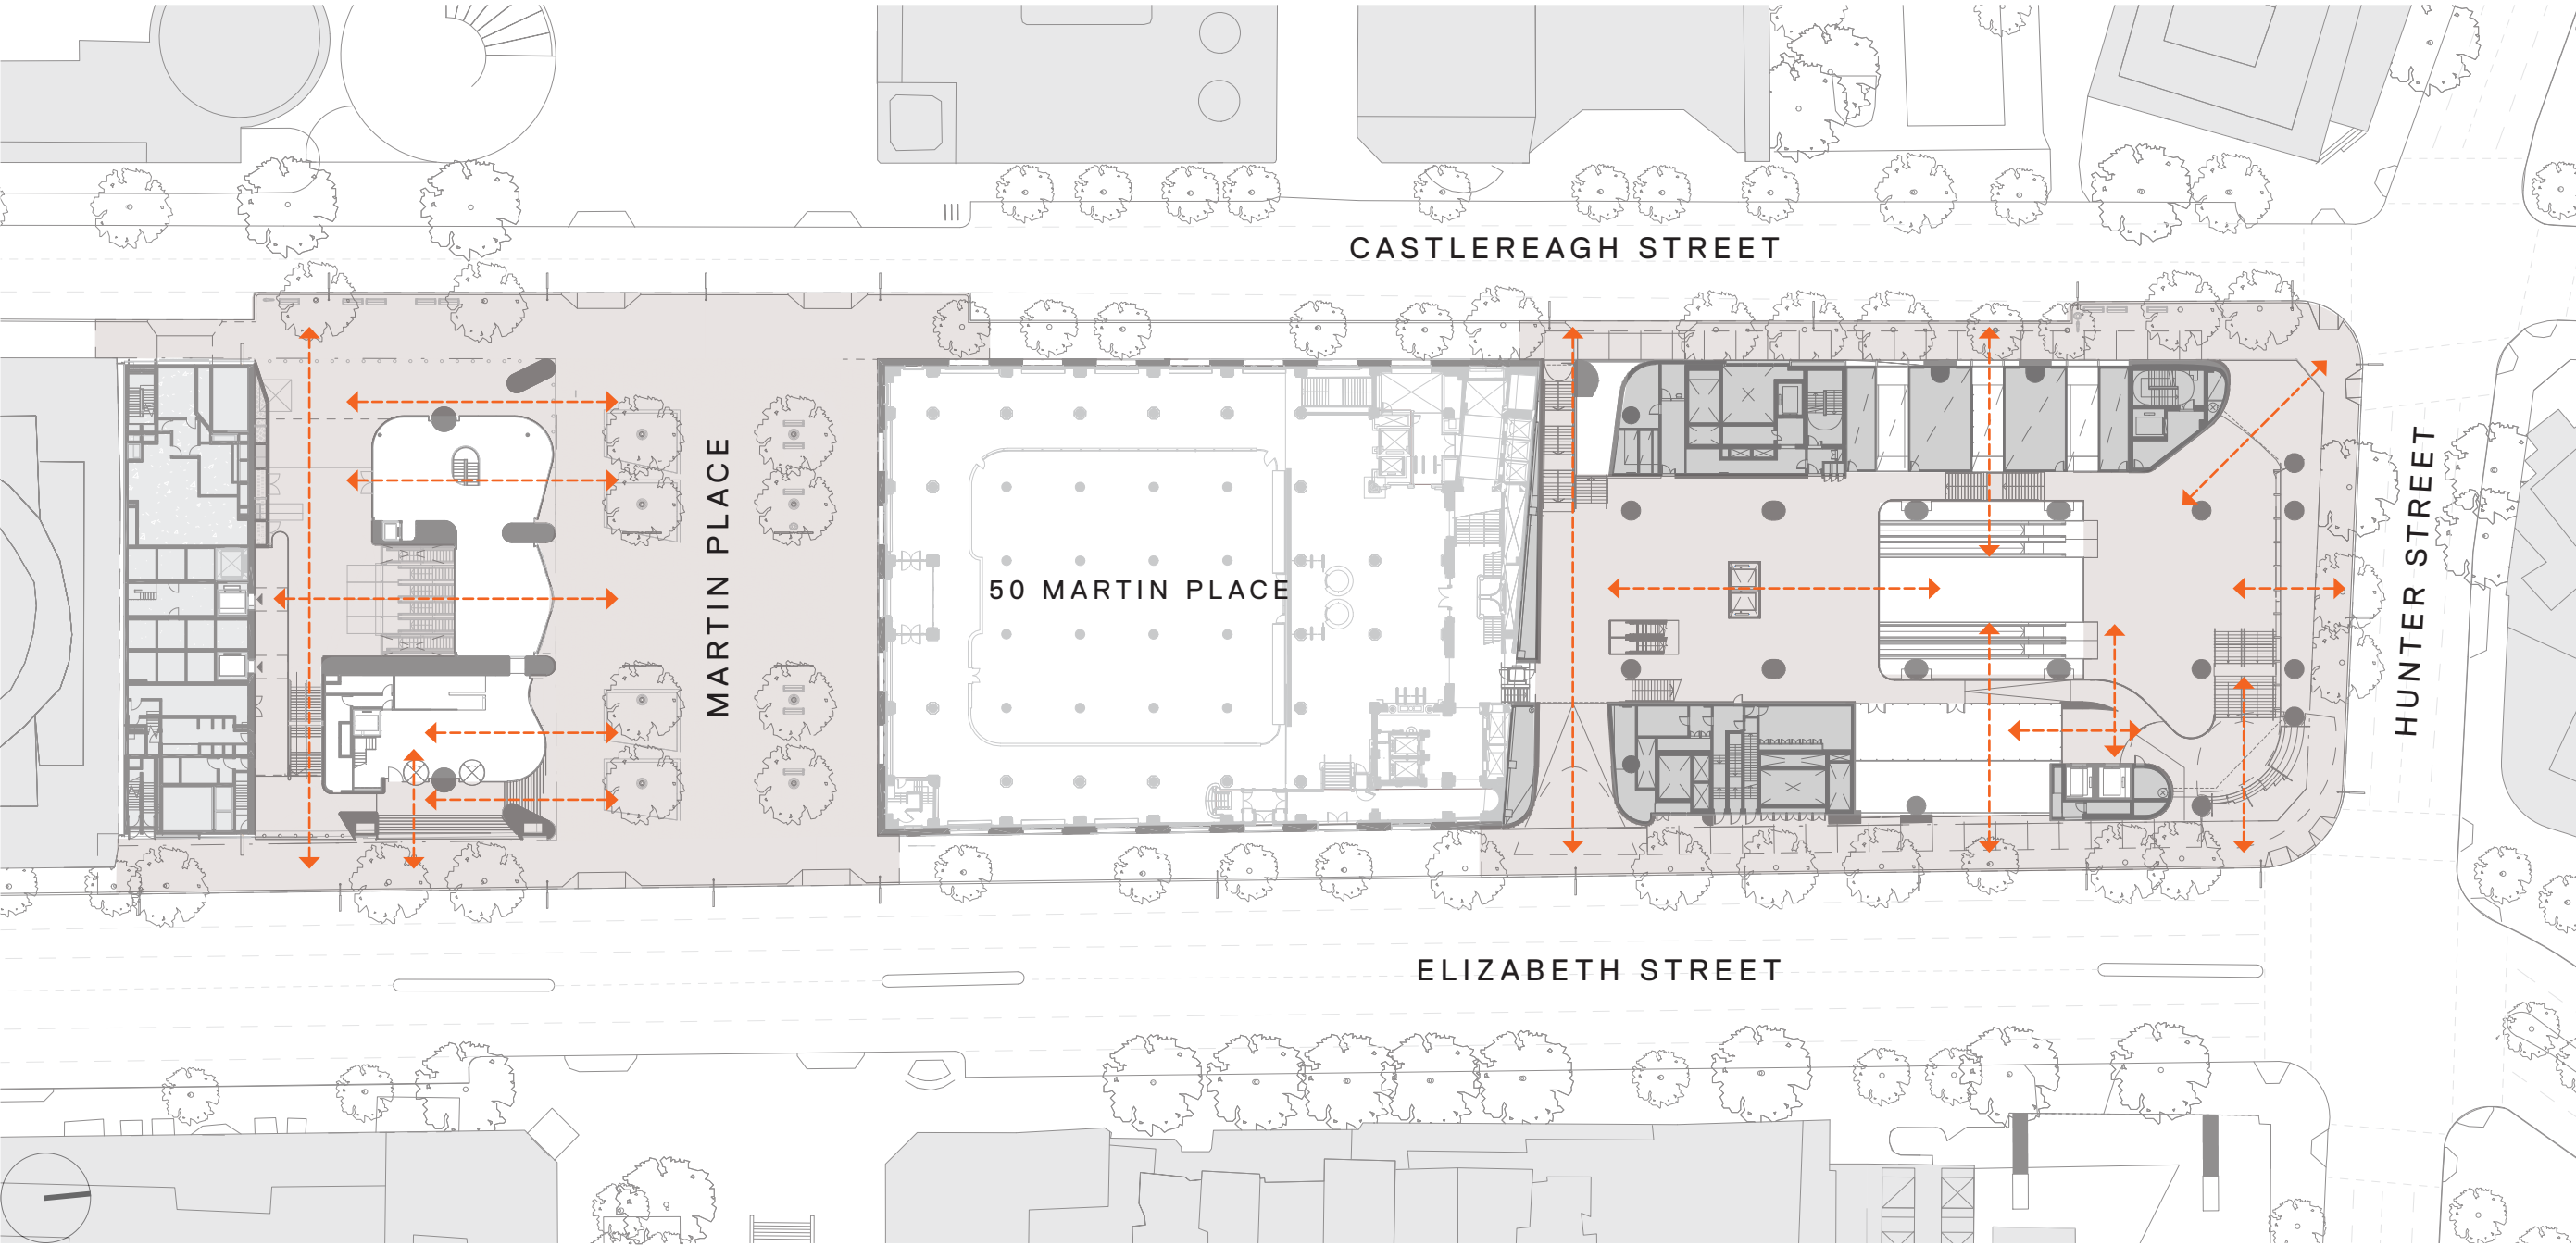 CASTLEREAGH STREET
MARTIN PLACE
50 MARTIN PLACE
HUNTER STREET
ELIZABETH STREET